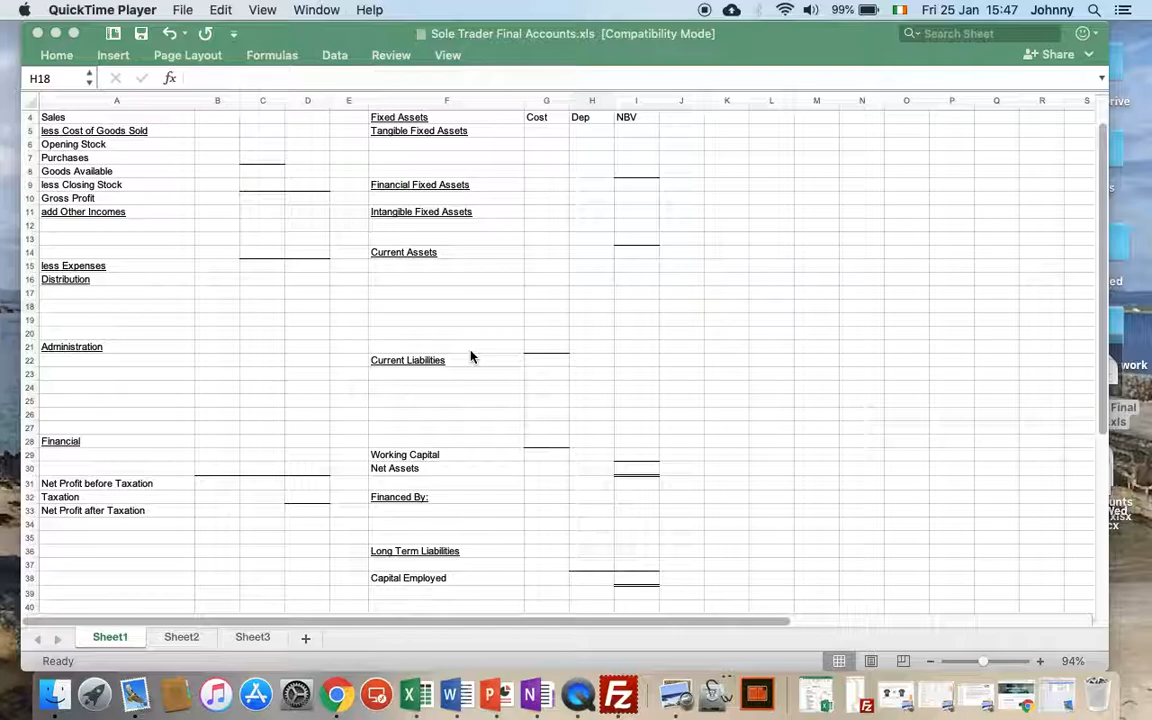 QuickTime Player File Edit View Window Help 99% Fri 25 Jan 15:47 Johnny
Sole Trader Final Accounts.xls [Compatibility Mode] Search Sheet
Home Insert Page Layout Formulas Data Review View Share
H18 fx
A B C D E F G H I J K L M N O P Q R S
4 Sales Fixed Assets Cost Dep NBV
5 less Cost of Goods Sold Tangible Fixed Assets
6 Opening Stock
7 Purchases
8 Goods Available
9 less Closing Stock Financial Fixed Assets
10 Gross Profit
11 add Other Incomes Intangible Fixed Assets
12
13
14 Current Assets
15 less Expenses
16 Distribution
17
18
19
20
21 Administration
22 Current Liabilities
23
24
25
26
27
28 Financial
29 Working Capital
30 Net Assets
31 Net Profit before Taxation
32 Taxation Financed By:
33 Net Profit after Taxation
34
35
36 Long Term Liabilities
37
38 Capital Employed
39
40
Sheet1 Sheet2 Sheet3
Ready 94%
work
Final